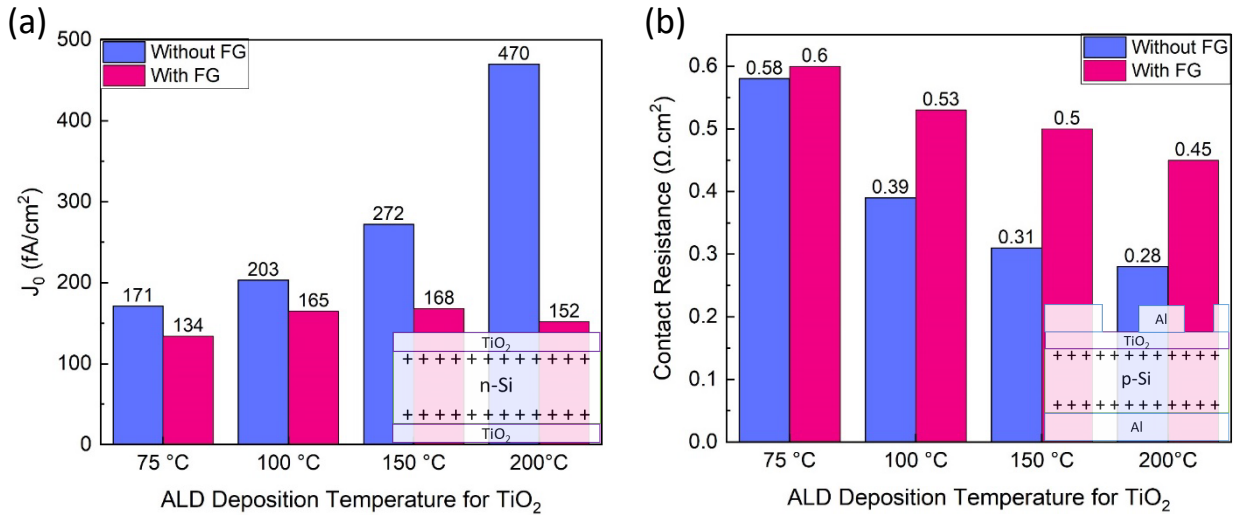 (a)
500
400
300
200
100
0
J₀ (fA/cm²)
Without FG
With FG
171
134
203
165
272
168
470
152
TiO₂
+ + + + + + + + + + +
n-Si
+ + + + + + + + + + +
TiO₂
75 °C
100 °C
150 °C
200°C
ALD Deposition Temperature for TiO₂
(b)
0.6
0.5
0.4
0.3
0.2
0.1
0.0
Contact Resistance (Ω.cm²)
Without FG
With FG
0.58
0.6
0.39
0.53
0.31
0.5
0.28
0.45
Al
TiO₂
+ + + + + + + + + + + +
p-Si
+ + + + + + + + + + + +
Al
75 °C
100 °C
150 °C
200 °C
ALD Deposition Temperature for TiO₂